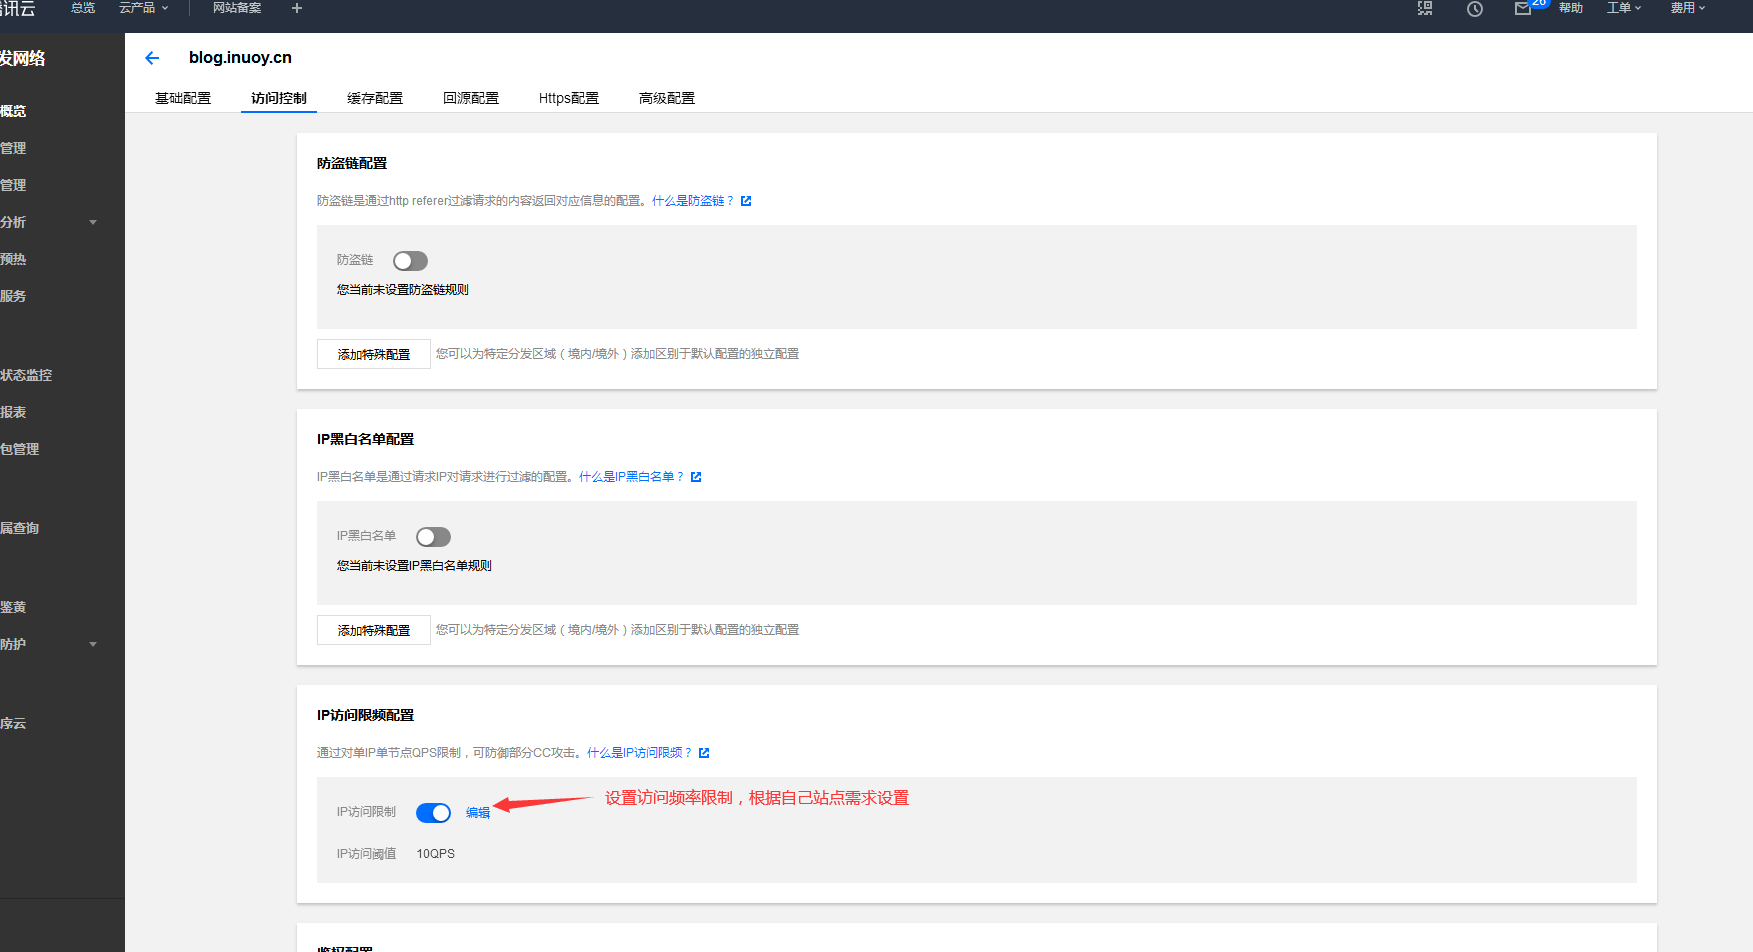 讯云 总览 云产品 网站备案 + 26 帮助 工单 费用
发网络
blog.inuoy.cn
基础配置 访问控制 缓存配置 回源配置 Https配置 高级配置
概览
管理
管理
分析
预热
服务
状态监控
报表
包管理
属查询
鉴黄
防护
序云
防盗链配置
防盗链是通过http referer过滤请求的内容返回对应信息的配置。什么是防盗链？
防盗链
您当前未设置防盗链规则
添加特殊配置 您可以为特定分发区域（境内/境外）添加区别于默认配置的独立配置
IP黑白名单配置
IP黑白名单是通过请求IP对请求进行过滤的配置。什么是IP黑白名单？
IP黑白名单
您当前未设置IP黑白名单规则
添加特殊配置 您可以为特定分发区域（境内/境外）添加区别于默认配置的独立配置
IP访问限频配置
通过对单IP单节点QPS限制，可防御部分CC攻击。什么是IP访问限频？
IP访问限制 编辑 设置访问频率限制，根据自己站点需求设置
IP访问阈值 10QPS
鉴权配置